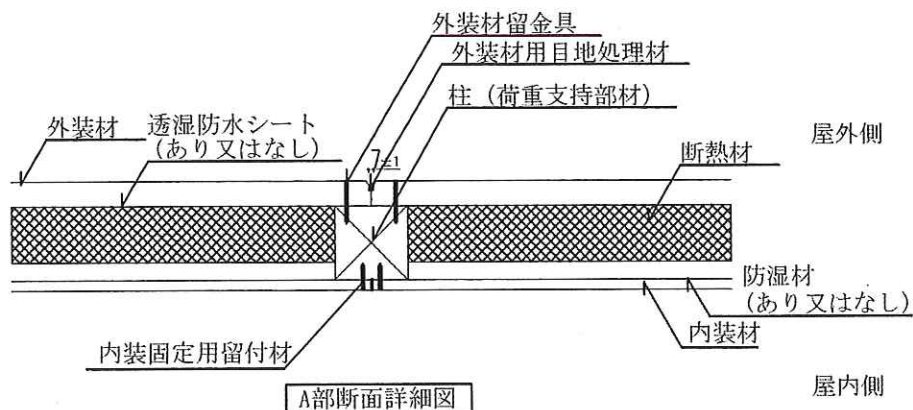 外装材留金具
外装材用目地処理材
柱（荷重支持部材）
外装材
透湿防水シート
(あり又はなし)
屋外側
7±1
断熱材
防湿材
(あり又はなし)
内装材
内装固定用留付材
屋内側
A部断面詳細図